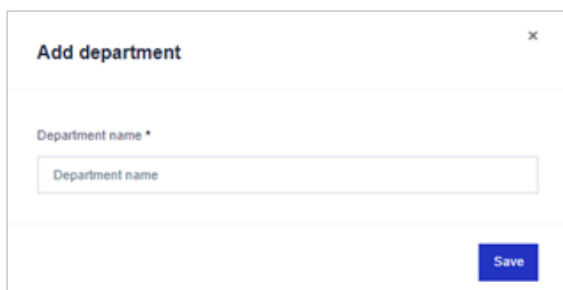 ×
Add department
Department name *
Department name
Save